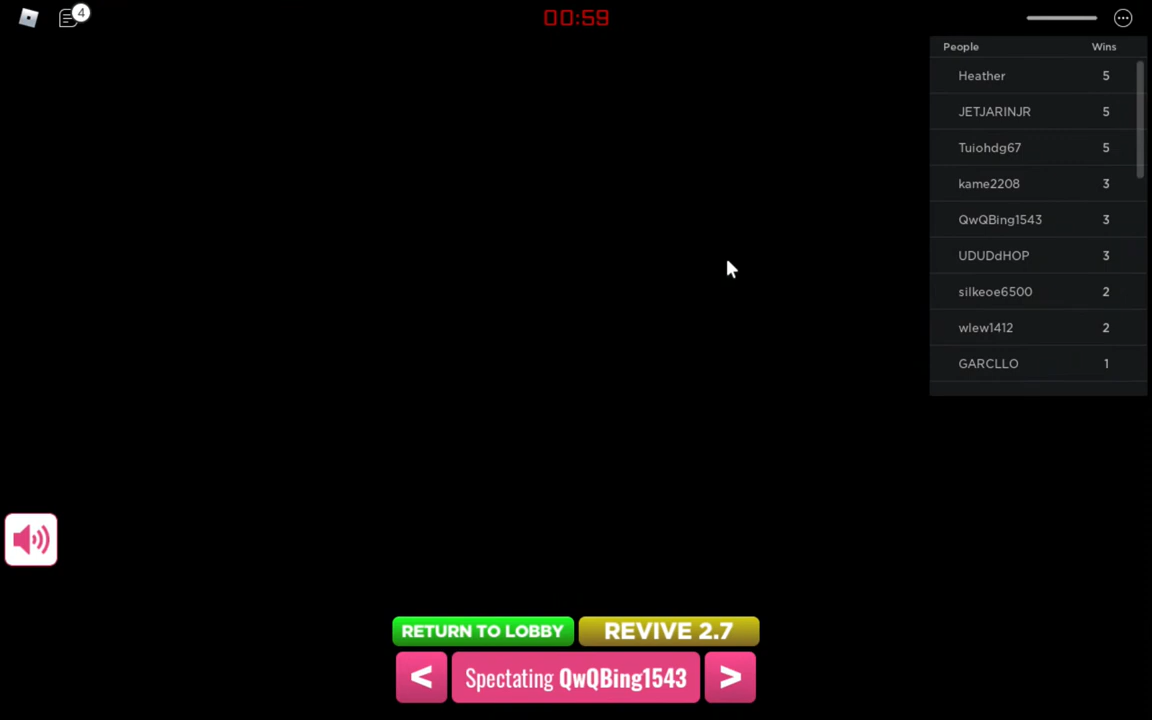 4
00:59
People Wins
Heather 5
JETJARINJR 5
Tuiohdg67 5
kame2208 3
QwQBing1543 3
UDUDdHOP 3
silkeoe6500 2
wlew1412 2
GARCLLO 1
RETURN TO LOBBY REVIVE 2.7
< Spectating QwQBing1543 >